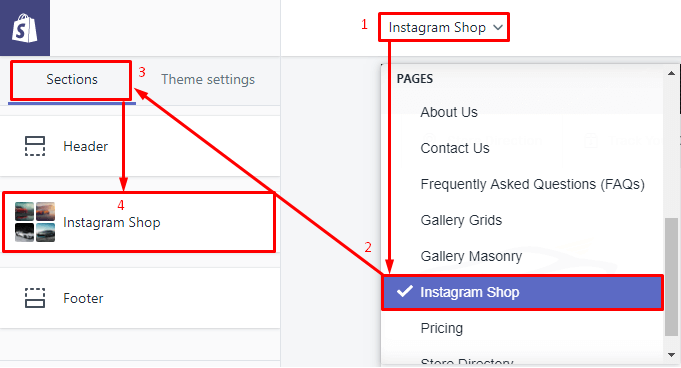 1
Instagram Shop
3
Sections
Theme settings
PAGES
About Us
Header
Contact Us
Frequently Asked Questions (FAQs)
4
Instagram Shop
Gallery Grids
2
Gallery Masonry
Instagram Shop
Footer
Pricing
Store Directory